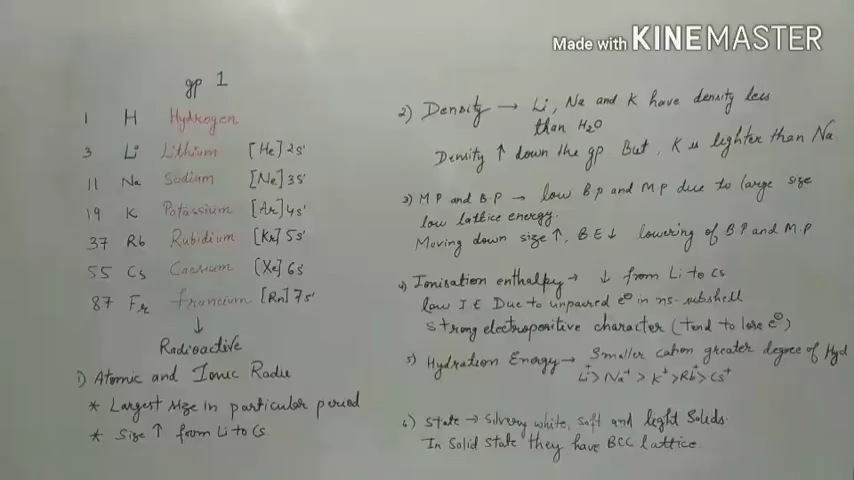 Made with KINEMASTER
gp 1
1 H Hydrogen
3 Li Lithium [He] 2s¹
11 Na Sodium [Ne] 3s¹
19 K Potassium [Ar] 4s¹
37 Rb Rubidium [Kr] 5s¹
55 Cs Caesium [Xe] 6s
87 Fr Francium [Rn] 7s¹
↓
Radioactive
1) Atomic and Ionic Radii
* Largest size in particular period
* Size ↑ from Li to Cs.
2) Density → Li, Na and K have density less
than H2O
Density ↑ down the gp. But, K is lighter than Na.
3) M.P and B.P → low B.p and M.p due to large size
low lattice energy.
Moving down size ↑, B.E ↓ lowering of B.P and M.P
4) Ionisation enthalpy → ↓ from Li to Cs
low I.E Due to unpaired e⊖ in ns-subshell
strong electropositive character (tend to lose e⊖)
5) Hydration Energy → Smaller cation greater degree of Hyd
Li⁺ > Na⁺ > K⁺ > Rb⁺ > Cs⁺
6) State → Silvery white, soft and light solids.
In solid state they have BCC lattice.